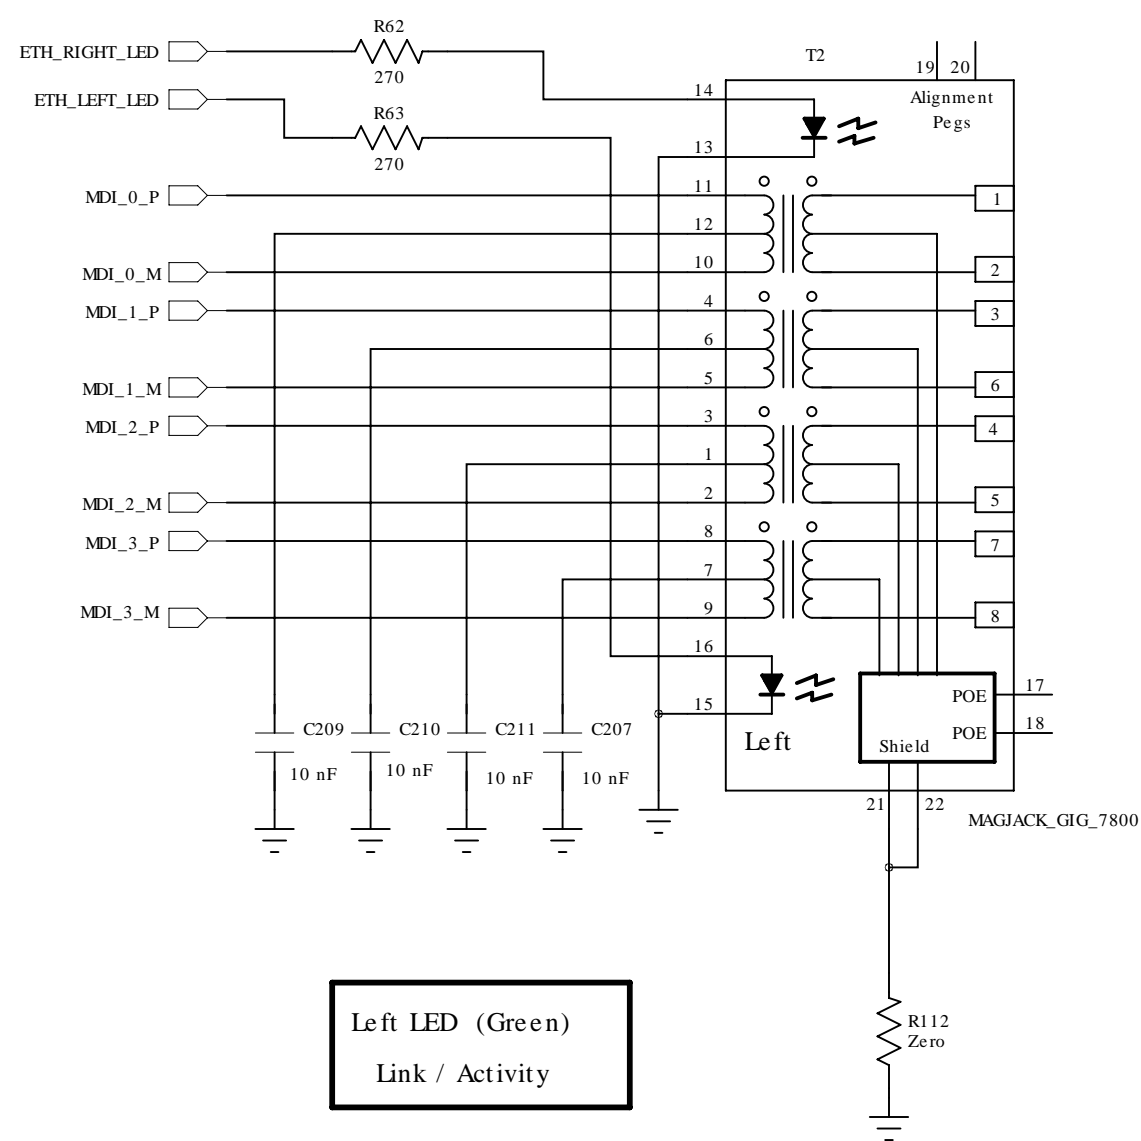 R62
ETH_RIGHT_LED
270
T2
19 20
14
Alignment
Pegs
ETH_LEFT_LED
R63
270
13
MDI_0_P
11
1
12
MDI_0_M
10
2
MDI_1_P
4
3
6
MDI_1_M
5
6
MDI_2_P
3
4
1
MDI_2_M
2
5
MDI_3_P
8
7
7
MDI_3_M
9
8
16
15
Left
POE
17
POE
18
Shield
C209
C210
C211
C207
10 nF
10 nF
10 nF
10 nF
21
22
MAGJACK_GIG_7800
R112
Zero
Left LED (Green)
Link / Activity